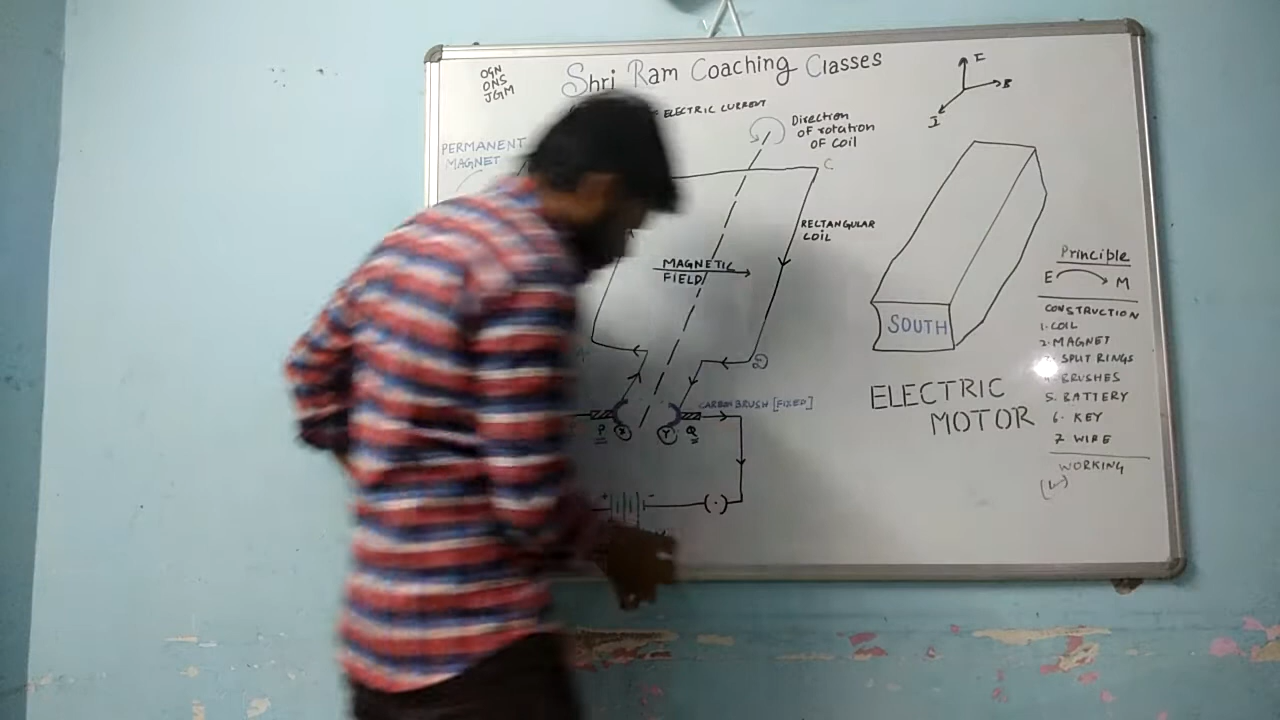 OGN
ONS
JGM
Shri Ram Coaching Classes
ELECTRIC CURRENT
PERMANENT
MAGNET
Direction
of rotation
of coil
C
RECTANGULAR
COIL
MAGNETIC
FIELD
D
CARBON BRUSH [FIXED]
P X Y Q
+ -
(·)
F
B
I
SOUTH
ELECTRIC
MOTOR
Principle
E M
CONSTRUCTION
1. COIL
2. MAGNET
SPLIT RINGS
BRUSHES
5. BATTERY
6. KEY
7 WIRE
WORKING